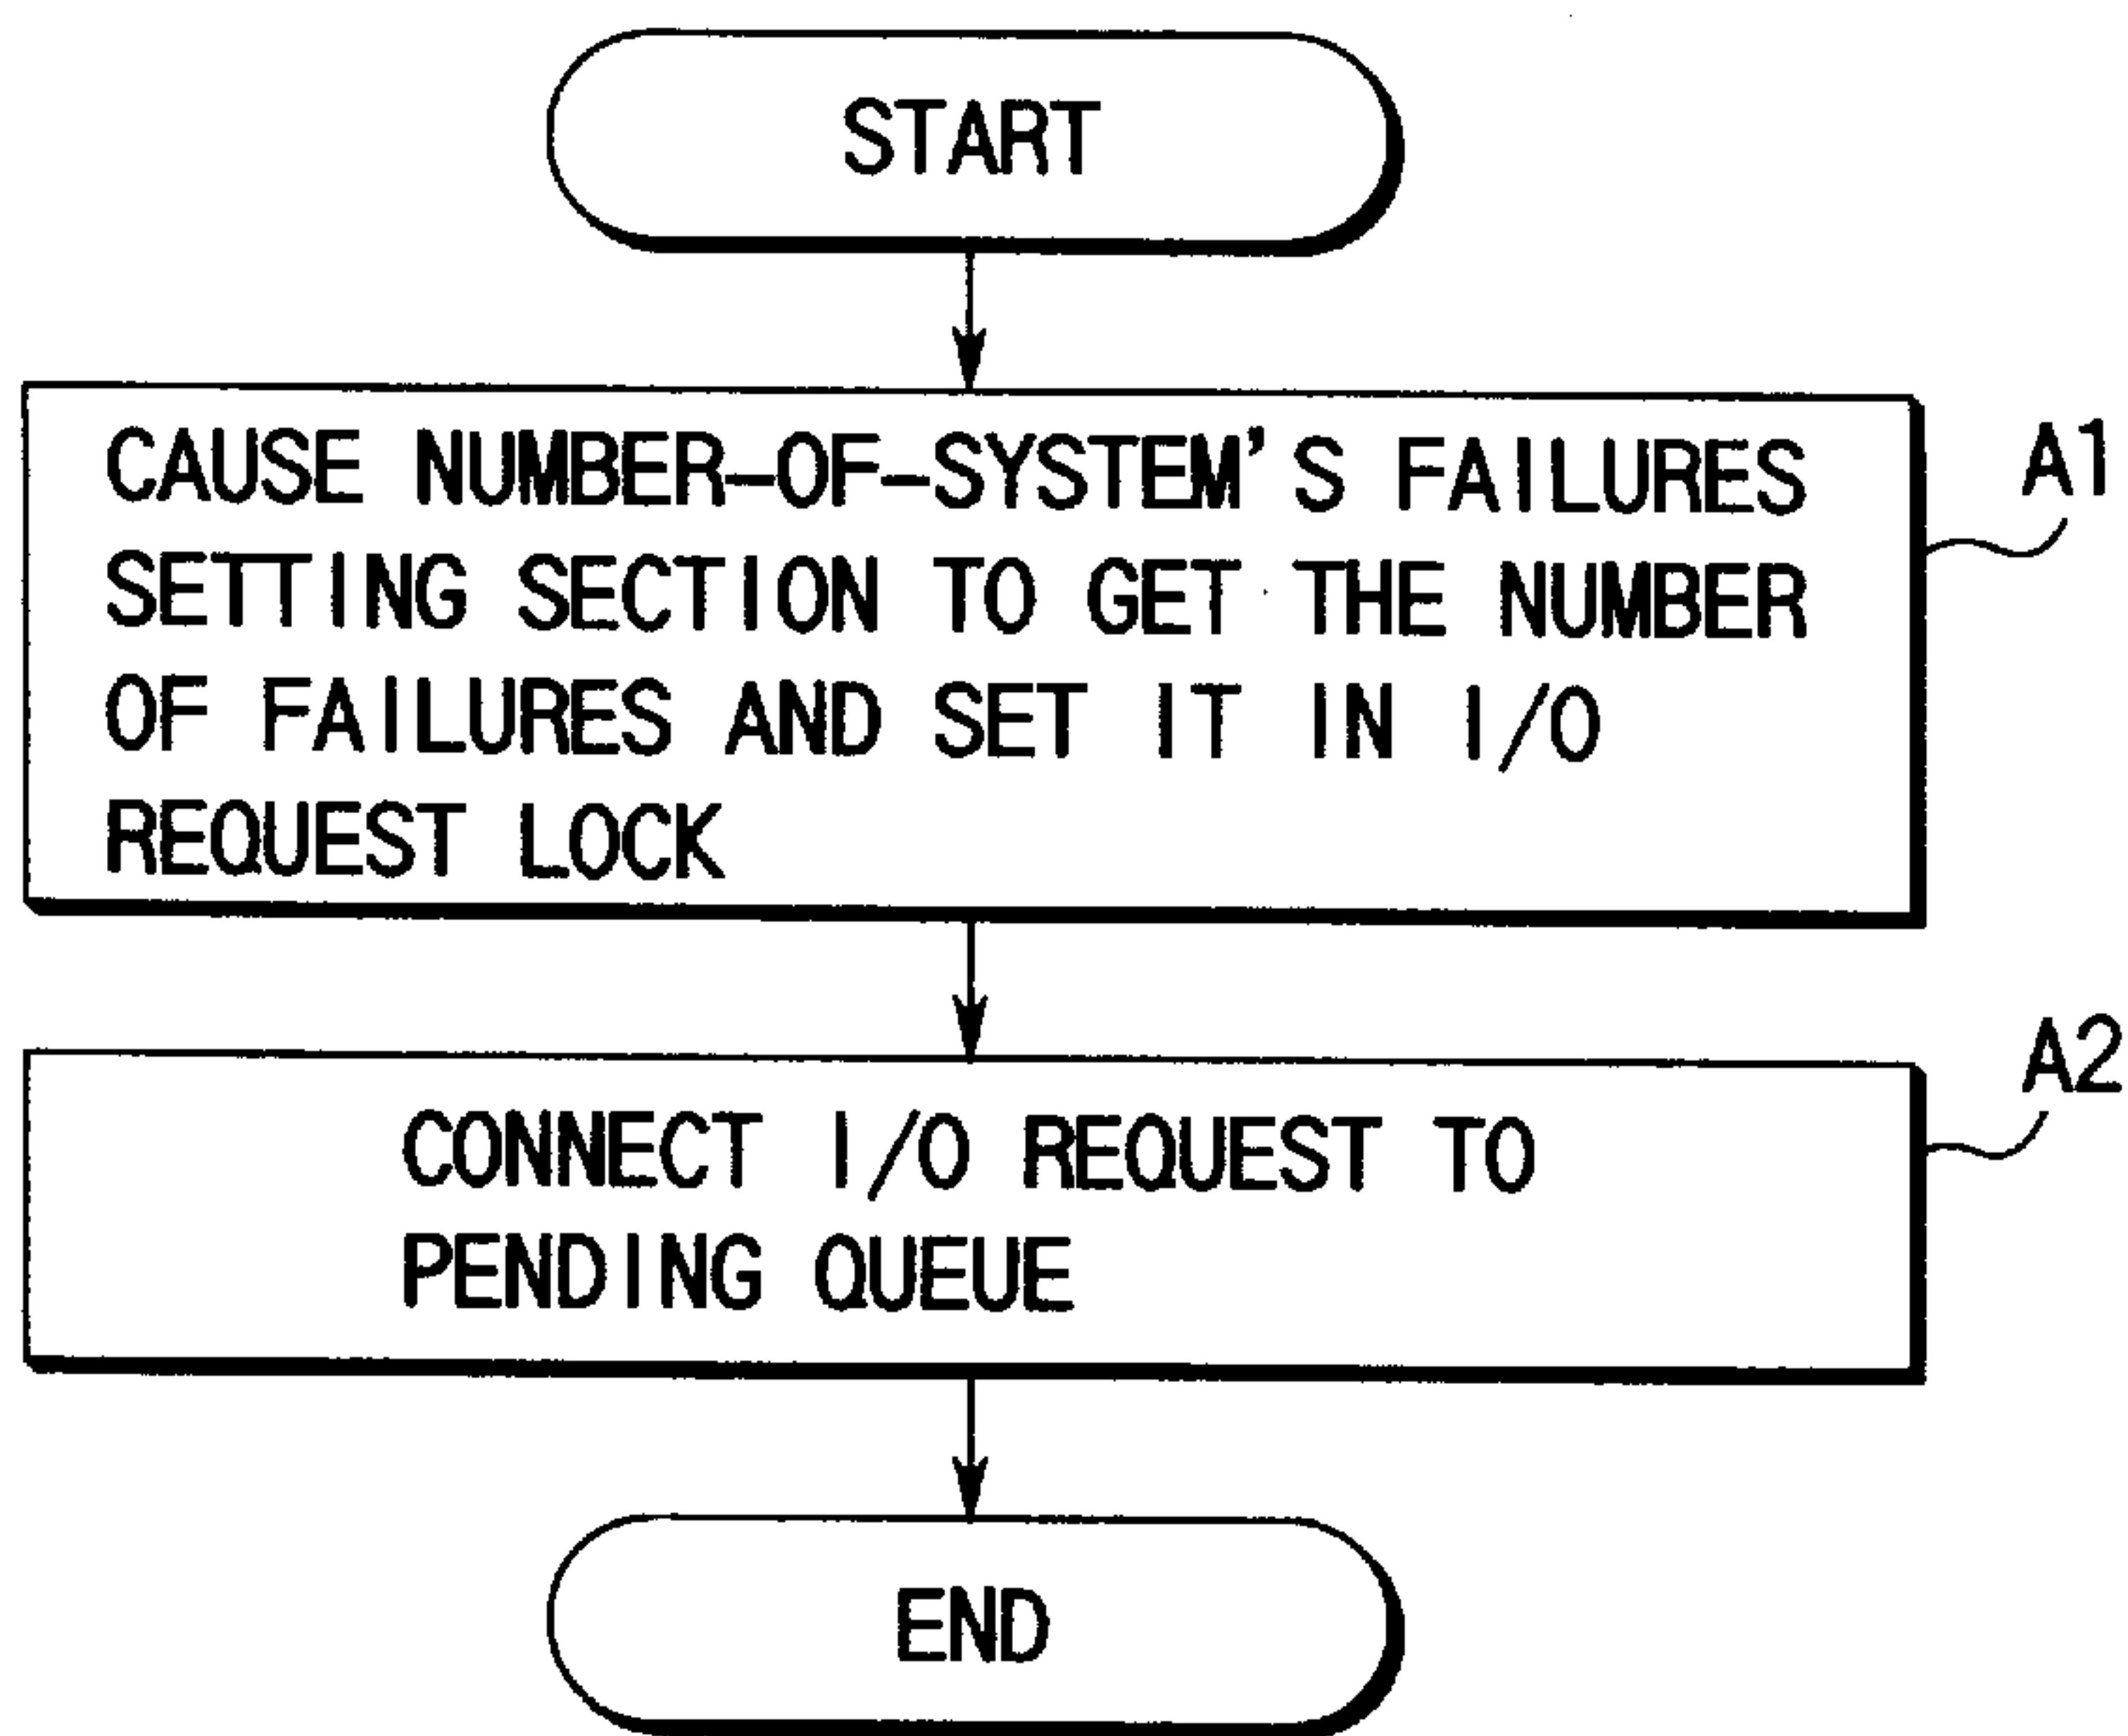 START
CAUSE NUMBER-OF-SYSTEM'S FAILURES
SETTING SECTION TO GET THE NUMBER
OF FAILURES AND SET IT IN I/O
REQUEST LOCK
A1
CONNECT I/O REQUEST TO
PENDING QUEUE
A2
END